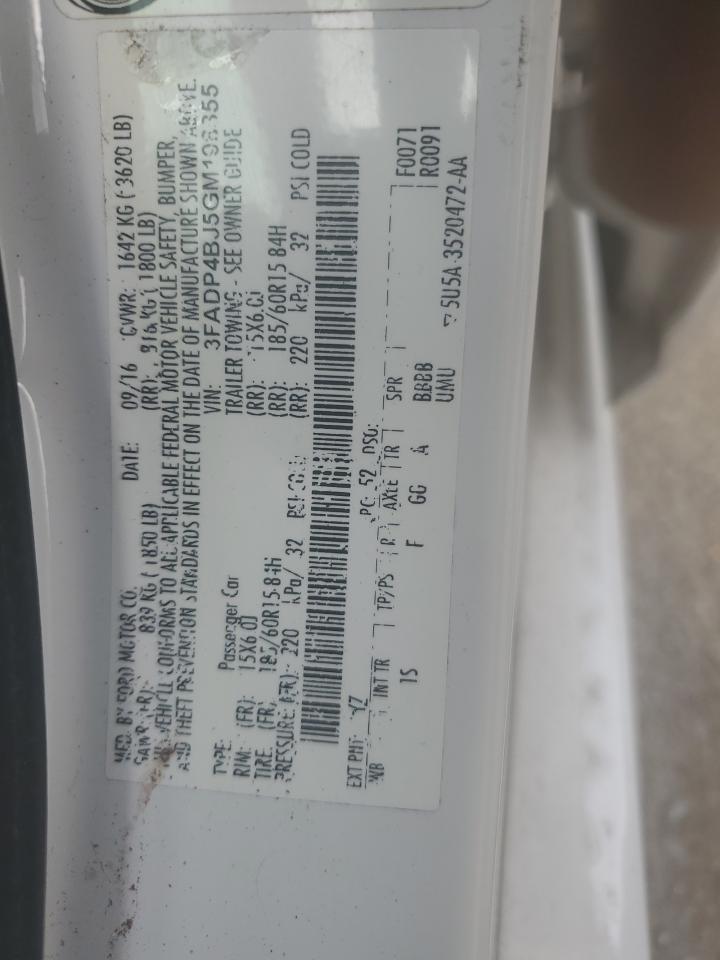 MFD. BY FORD MOTOR CO. DATE: 09/16 GVWR: 1642 KG ( 3620 LB)
GAWR (FR): 839 KG ( 1850 LB) (RR): 816 KG ( 1800 LB)
VEHICLE CONFORMS TO ALL APPLICABLE FEDERAL MOTOR VEHICLE SAFETY, BUMPER,
AND THEFT PREVENTION STANDARDS IN EFFECT ON THE DATE OF MANUFACTURE SHOWN ABOVE.
VIN: 3FADP4BJ5GM198355
TYPE: Passenger Car TRAILER TOWING - SEE OWNER GUIDE
RIM: (FR): 15X6.0J (RR): 15X6.0J
TIRE: (FR): 185/60R15 84H (RR): 185/60R15 84H
PRESSURE: (FR): 220 kPa/ 32 PSI COLD (RR): 220 kPa/ 32 PSI COLD
EXT PNT: YZ PC: 52 DSO: F0071
WB INT TR TP/PS R AXLE TR SPR R0091
IS F GG A BBBB
UMU 5U5A-3520472-AA